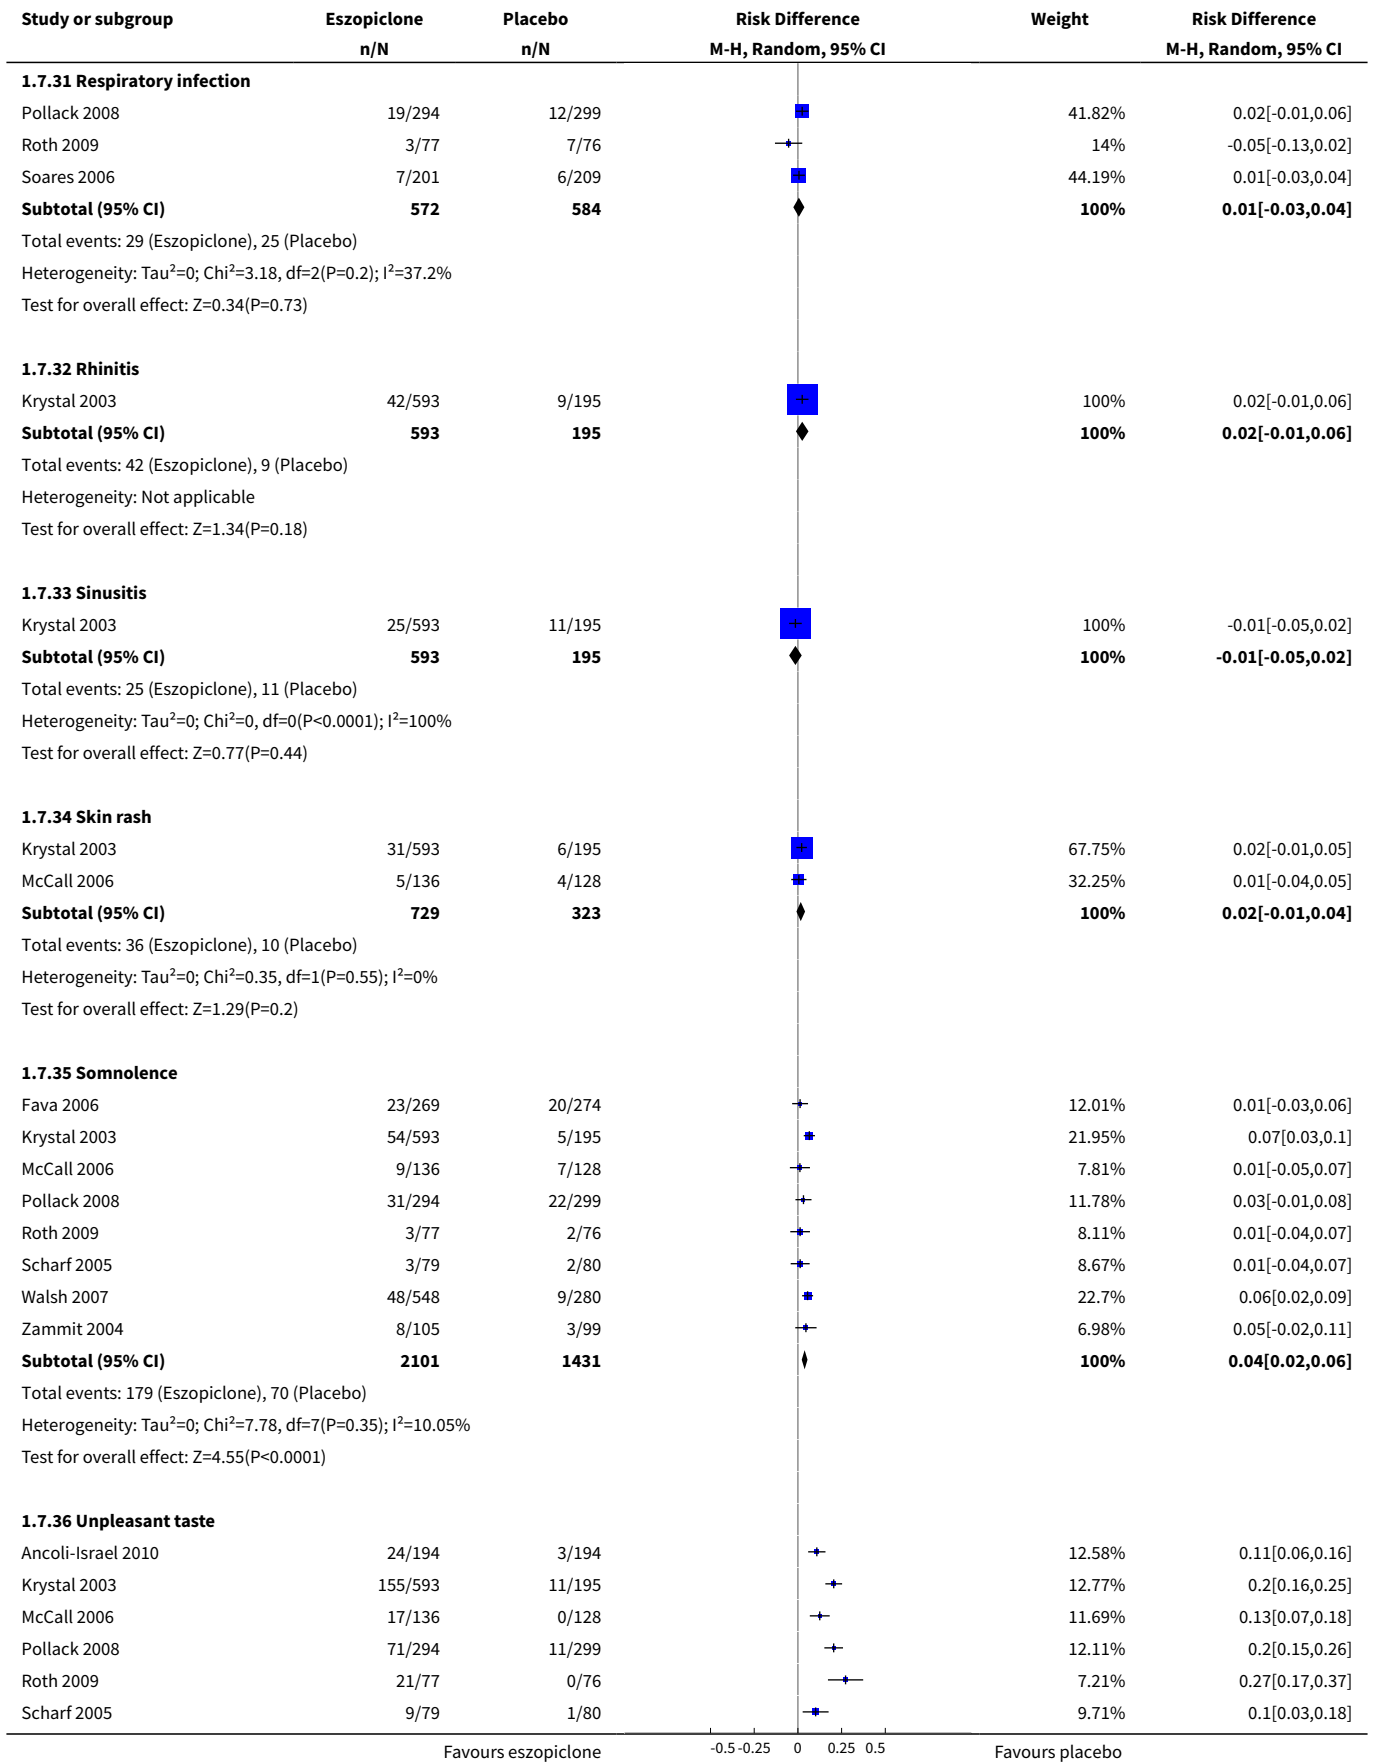 Study or subgroup Eszopiclone Placebo Risk Difference Weight Risk Difference
n/N n/N M-H, Random, 95% CI M-H, Random, 95% CI
1.7.31 Respiratory infection
Pollack 2008 19/294 12/299 41.82% 0.02[-0.01,0.06]
Roth 2009 3/77 7/76 14% -0.05[-0.13,0.02]
Soares 2006 7/201 6/209 44.19% 0.01[-0.03,0.04]
Subtotal (95% CI) 572 584 100% 0.01[-0.03,0.04]
Total events: 29 (Eszopiclone), 25 (Placebo)
Heterogeneity: Tau²=0; Chi²=3.18, df=2(P=0.2); I²=37.2%
Test for overall effect: Z=0.34(P=0.73)
1.7.32 Rhinitis
Krystal 2003 42/593 9/195 100% 0.02[-0.01,0.06]
Subtotal (95% CI) 593 195 100% 0.02[-0.01,0.06]
Total events: 42 (Eszopiclone), 9 (Placebo)
Heterogeneity: Not applicable
Test for overall effect: Z=1.34(P=0.18)
1.7.33 Sinusitis
Krystal 2003 25/593 11/195 100% -0.01[-0.05,0.02]
Subtotal (95% CI) 593 195 100% -0.01[-0.05,0.02]
Total events: 25 (Eszopiclone), 11 (Placebo)
Heterogeneity: Tau²=0; Chi²=0, df=0(P<0.0001); I²=100%
Test for overall effect: Z=0.77(P=0.44)
1.7.34 Skin rash
Krystal 2003 31/593 6/195 67.75% 0.02[-0.01,0.05]
McCall 2006 5/136 4/128 32.25% 0.01[-0.04,0.05]
Subtotal (95% CI) 729 323 100% 0.02[-0.01,0.04]
Total events: 36 (Eszopiclone), 10 (Placebo)
Heterogeneity: Tau²=0; Chi²=0.35, df=1(P=0.55); I²=0%
Test for overall effect: Z=1.29(P=0.2)
1.7.35 Somnolence
Fava 2006 23/269 20/274 12.01% 0.01[-0.03,0.06]
Krystal 2003 54/593 5/195 21.95% 0.07[0.03,0.1]
McCall 2006 9/136 7/128 7.81% 0.01[-0.05,0.07]
Pollack 2008 31/294 22/299 11.78% 0.03[-0.01,0.08]
Roth 2009 3/77 2/76 8.11% 0.01[-0.04,0.07]
Scharf 2005 3/79 2/80 8.67% 0.01[-0.04,0.07]
Walsh 2007 48/548 9/280 22.7% 0.06[0.02,0.09]
Zammit 2004 8/105 3/99 6.98% 0.05[-0.02,0.11]
Subtotal (95% CI) 2101 1431 100% 0.04[0.02,0.06]
Total events: 179 (Eszopiclone), 70 (Placebo)
Heterogeneity: Tau²=0; Chi²=7.78, df=7(P=0.35); I²=10.05%
Test for overall effect: Z=4.55(P<0.0001)
1.7.36 Unpleasant taste
Ancoli-Israel 2010 24/194 3/194 12.58% 0.11[0.06,0.16]
Krystal 2003 155/593 11/195 12.77% 0.2[0.16,0.25]
McCall 2006 17/136 0/128 11.69% 0.13[0.07,0.18]
Pollack 2008 71/294 11/299 12.11% 0.2[0.15,0.26]
Roth 2009 21/77 0/76 7.21% 0.27[0.17,0.37]
Scharf 2005 9/79 1/80 9.71% 0.1[0.03,0.18]
Favours eszopiclone -0.5 -0.25 0 0.25 0.5 Favours placebo